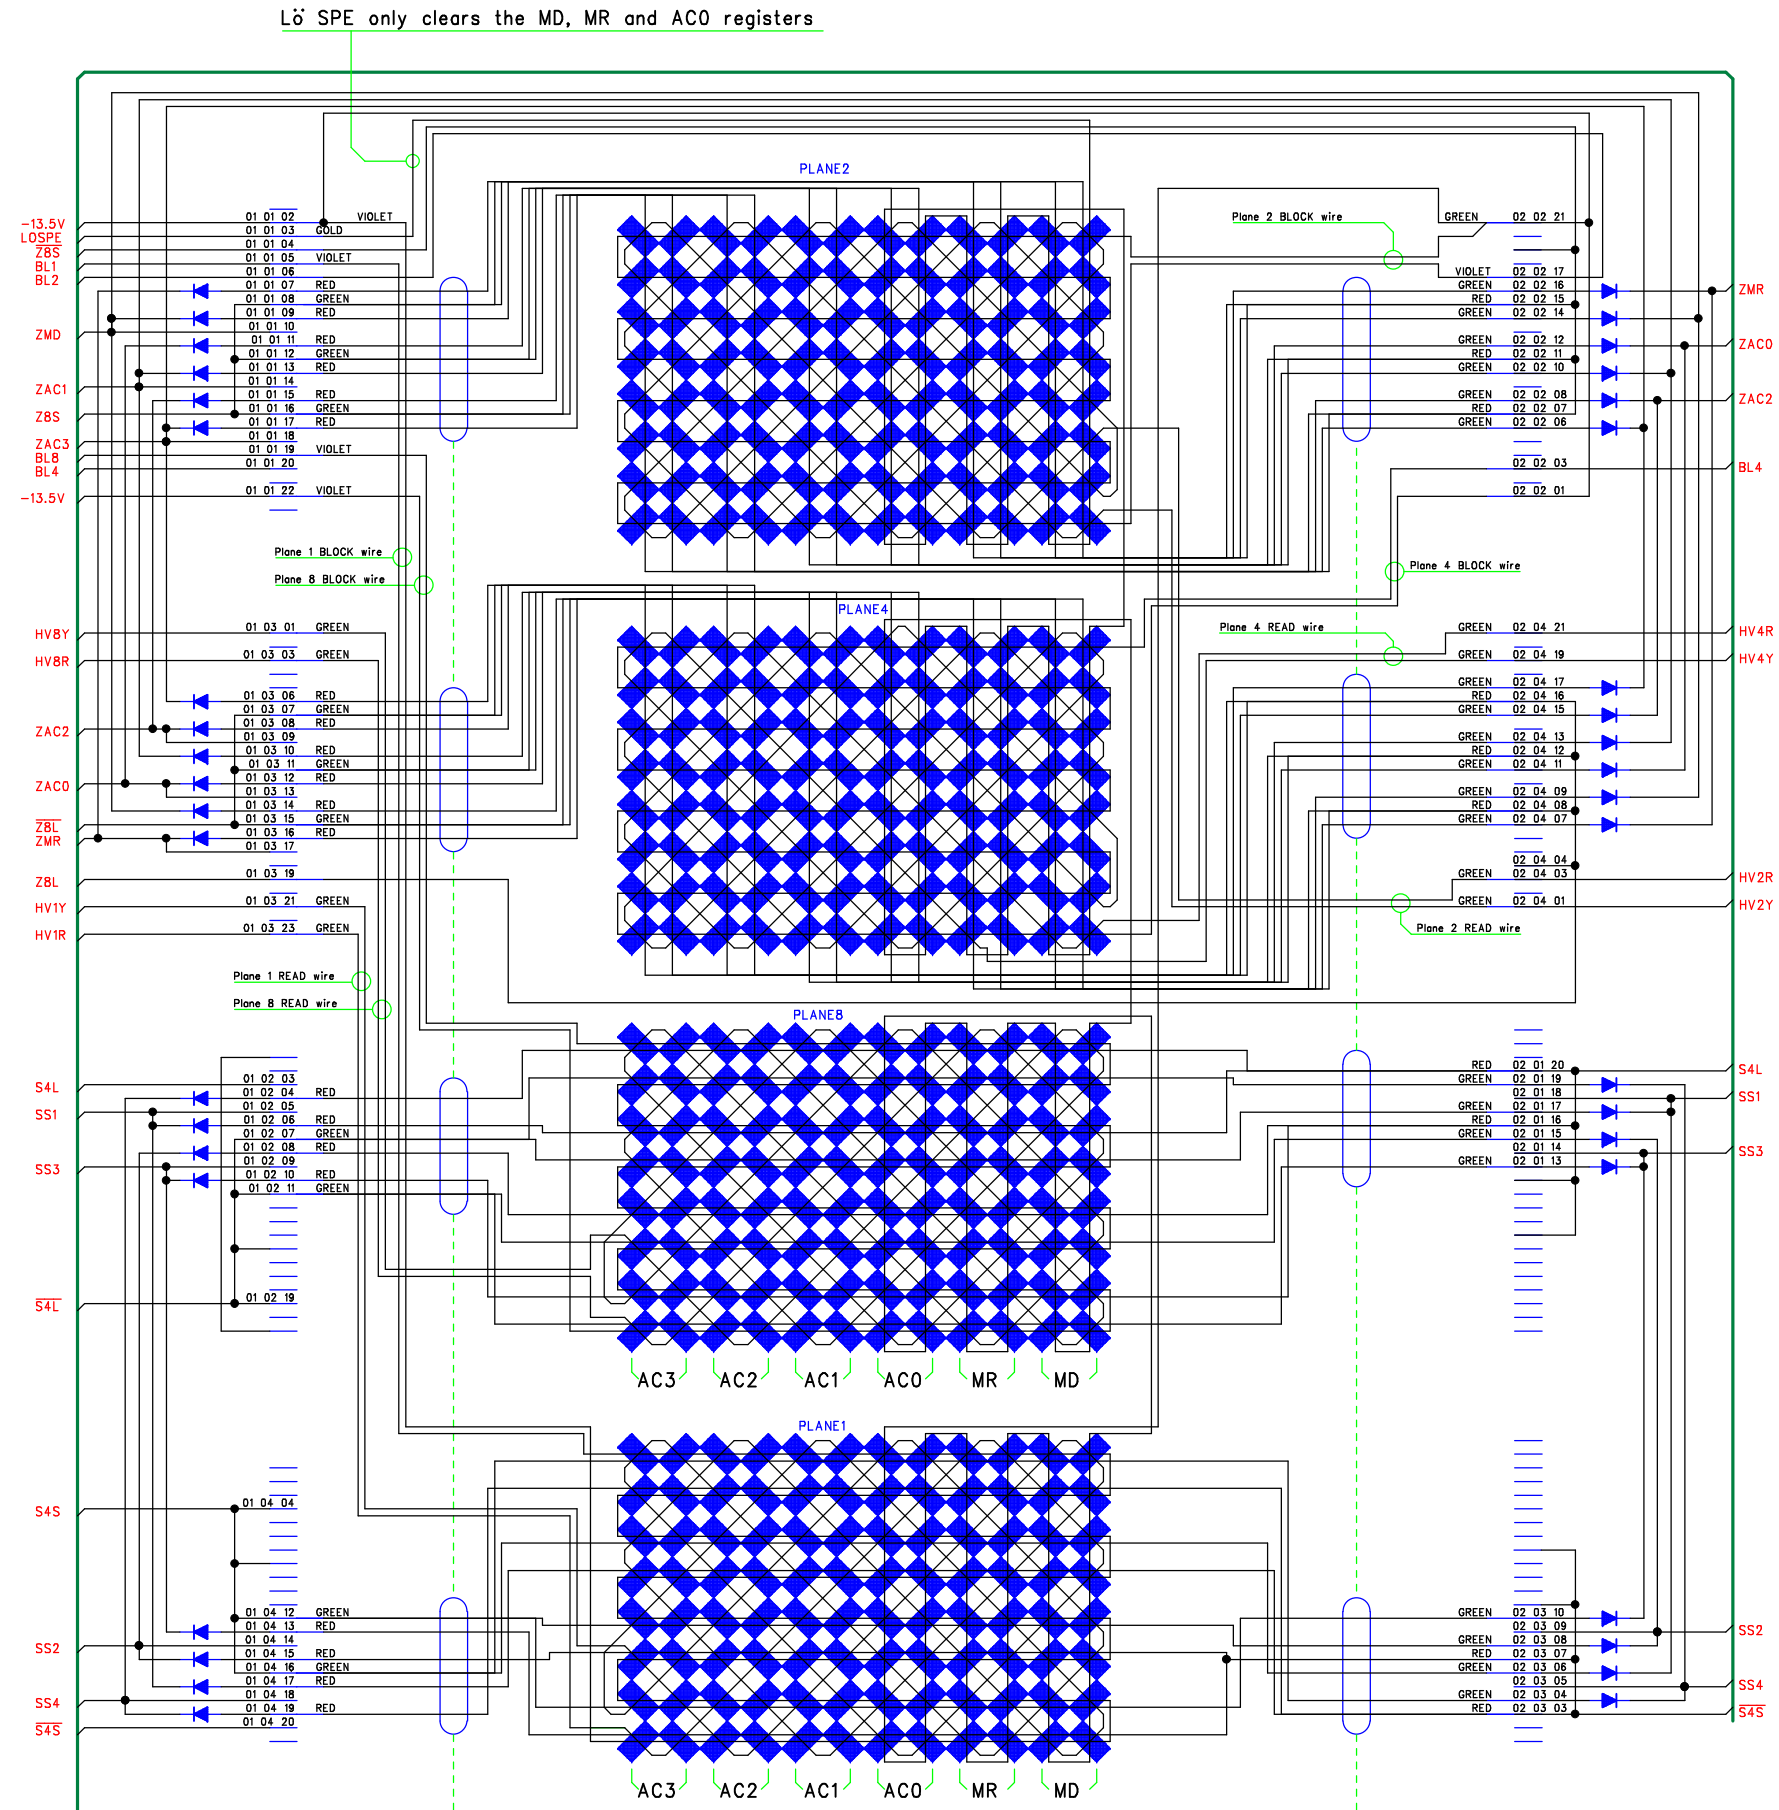 Lö SPE only clears the MD, MR and AC0 registers
PLANE2
-13.5V
LOSPE
Z8S
BL1
BL2
ZMD
ZAC1
Z8S
ZAC3
BL8
BL4
-13.5V
01 01 02 VIOLET
01 01 03 GOLD
01 01 04
01 01 05 VIOLET
01 01 06
01 01 07 RED
01 01 08 GREEN
01 01 09 RED
01 01 10
01 01 11 RED
01 01 12 GREEN
01 01 13 RED
01 01 14
01 01 15 RED
01 01 16 GREEN
01 01 17 RED
01 01 18
01 01 19 VIOLET
01 01 20
01 01 22 VIOLET
Plane 2 BLOCK wire
GREEN 02 02 21
VIOLET 02 02 17
GREEN 02 02 16
RED 02 02 15
GREEN 02 02 14
GREEN 02 02 12
RED 02 02 11
GREEN 02 02 10
GREEN 02 02 08
RED 02 02 07
GREEN 02 02 06
02 02 03
02 02 01
ZMR
ZAC0
ZAC2
BL4
Plane 1 BLOCK wire
Plane 8 BLOCK wire
Plane 4 BLOCK wire
PLANE4
Plane 4 READ wire
HV8Y
HV8R
ZAC2
ZAC0
Z8L
ZMR
Z8L
HV1Y
HV1R
01 03 01 GREEN
01 03 03 GREEN
01 03 06 RED
01 03 07 GREEN
01 03 08 RED
01 03 09
01 03 10 RED
01 03 11 GREEN
01 03 12 RED
01 03 13
01 03 14 RED
01 03 15 GREEN
01 03 16 RED
01 03 17
01 03 19
01 03 21 GREEN
01 03 23 GREEN
GREEN 02 04 21
GREEN 02 04 19
GREEN 02 04 17
RED 02 04 16
GREEN 02 04 15
GREEN 02 04 13
RED 02 04 12
GREEN 02 04 11
GREEN 02 04 09
RED 02 04 08
GREEN 02 04 07
02 04 04
GREEN 02 04 03
GREEN 02 04 01
HV4R
HV4Y
HV2R
HV2Y
Plane 2 READ wire
Plane 1 READ wire
Plane 8 READ wire
PLANE8
S4L
SS1
SS3
S4L
01 02 03
01 02 04 RED
01 02 05
01 02 06 RED
01 02 07 GREEN
01 02 08 RED
01 02 09
01 02 10 RED
01 02 11 GREEN
01 02 19
RED 02 01 20
GREEN 02 01 19
02 01 18
GREEN 02 01 17
RED 02 01 16
GREEN 02 01 15
02 01 14
GREEN 02 01 13
S4L
SS1
SS3
AC3 AC2 AC1 AC0 MR MD
PLANE1
S4S
SS2
SS4
S4S
01 04 04
01 04 12 GREEN
01 04 13 RED
01 04 14
01 04 15 RED
01 04 16 GREEN
01 04 17 RED
01 04 18
01 04 19 RED
01 04 20
GREEN 02 03 10
02 03 09
GREEN 02 03 08
RED 02 03 07
GREEN 02 03 06
02 03 05
GREEN 02 03 04
RED 02 03 03
SS2
SS4
S4S
AC3 AC2 AC1 AC0 MR MD